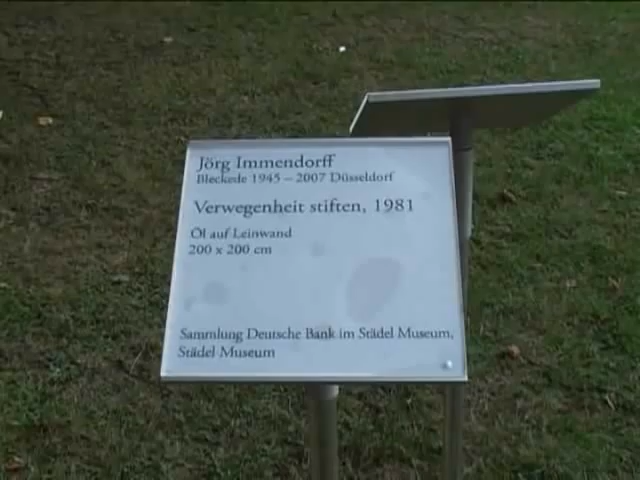 Jörg Immendorff
Bleckede 1945 – 2007 Düsseldorf
Verwegenheit stiften, 1981
Öl auf Leinwand
200 x 200 cm
Sammlung Deutsche Bank im Städel Museum,
Städel Museum